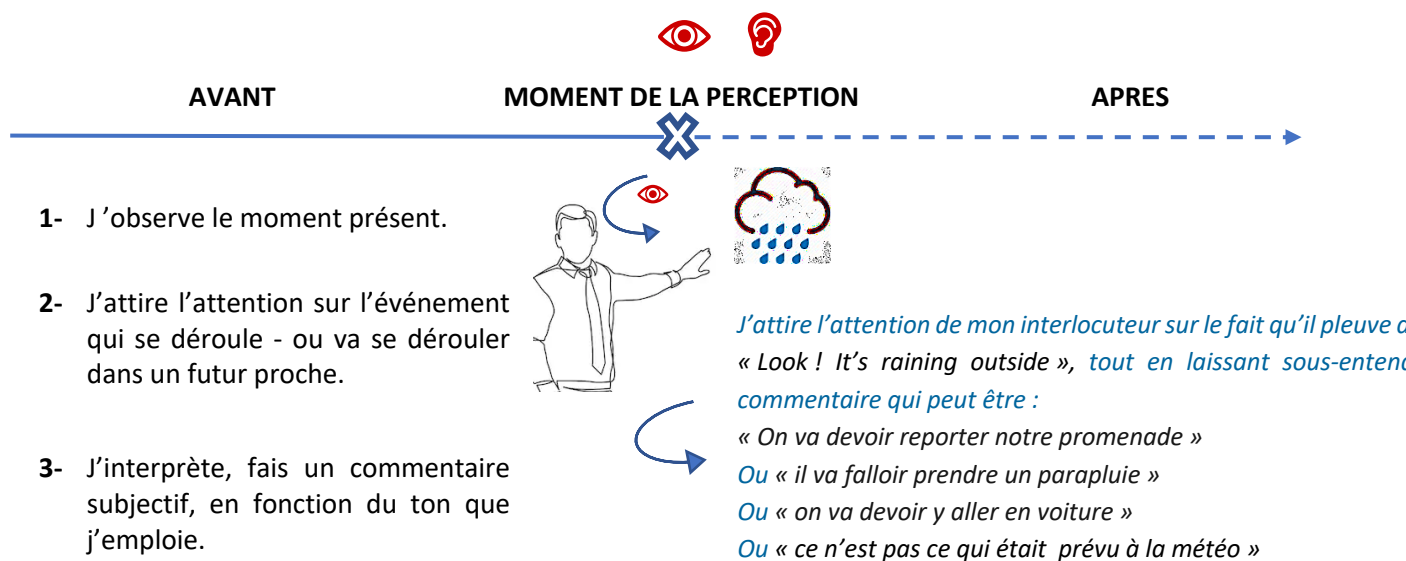 AVANT MOMENT DE LA PERCEPTION APRES
1- J ’observe le moment présent.
2- J’attire l’attention sur l’événement
qui se déroule - ou va se dérouler
dans un futur proche.
3- J’interprète, fais un commentaire
subjectif, en fonction du ton que
j’emploie.
J’attire l’attention de mon interlocuteur sur le fait qu’il pleuve
« Look ! It’s raining outside », tout en laissant
commentaire qui peut être :
« On va devoir reporter notre promenade »
Ou « il va falloir prendre un parapluie »
Ou « on va devoir y aller en voiture »
Ou « ce n’est pas ce qui était prévu à la météo »